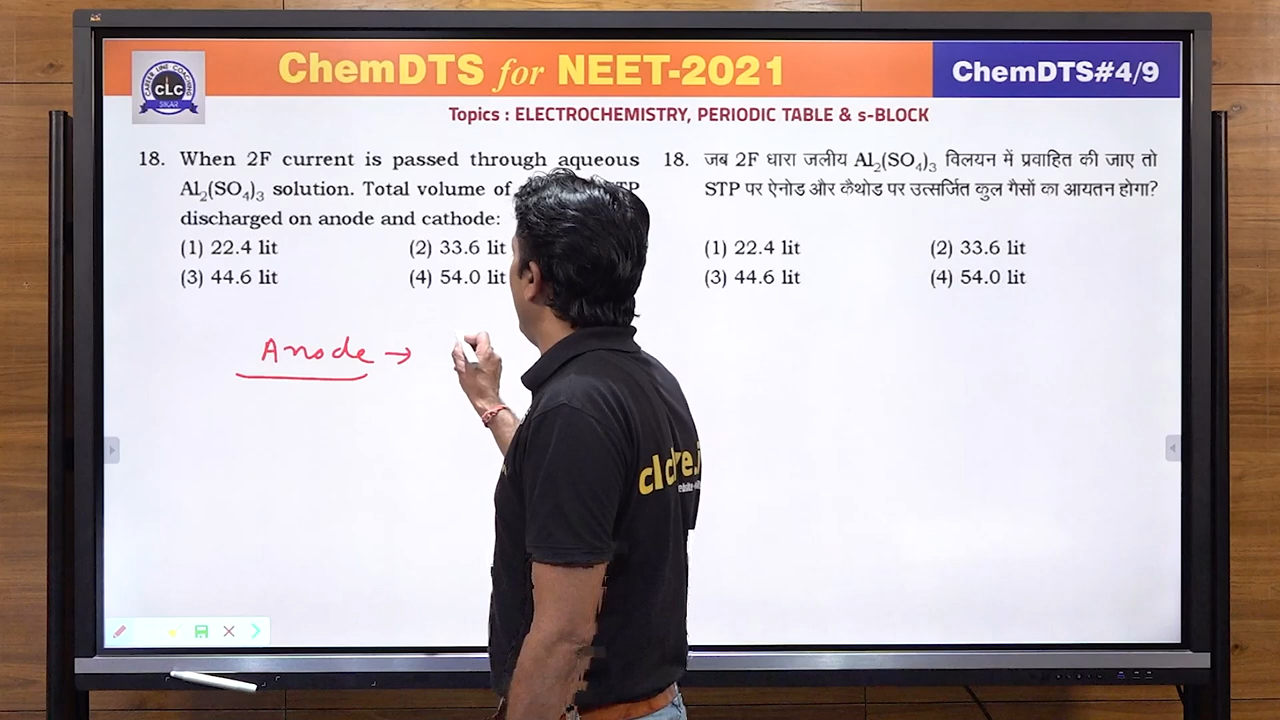 ChemDTS for NEET-2021
ChemDTS#4/9
CAREER LINE COACHING
CLC
SIKAR
Topics : ELECTROCHEMISTRY, PERIODIC TABLE & s-BLOCK
18. When 2F current is passed through aqueous
Al₂(SO₄)₃ solution. Total volume of
discharged on anode and cathode:
(1) 22.4 lit (2) 33.6 lit
(3) 44.6 lit (4) 54.0 lit
18. जब 2F धारा जलीय Al₂(SO₄)₃ विलयन में प्रवाहित की जाए तो
STP पर ऐनोड और कैथोड पर उत्सर्जित कुल गैसों का आयतन होगा?
(1) 22.4 lit (2) 33.6 lit
(3) 44.6 lit (4) 54.0 lit
Anode →